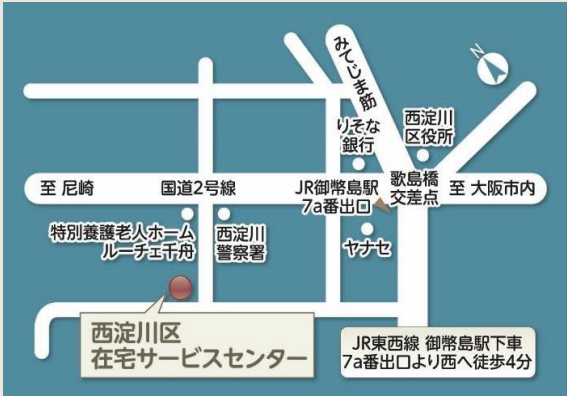 N
みてじま筋
りそな
銀行
西淀川
区役所
至 尼崎
国道2号線
JR御幣島駅
7a番出口
歌島橋
交差点
至 大阪市内
特別養護老人ホーム
ルーチェ千舟
西淀川
警察署
ヤナセ
西淀川区
在宅サービスセンター
JR東西線 御幣島駅下車
7a番出口より西へ徒歩4分